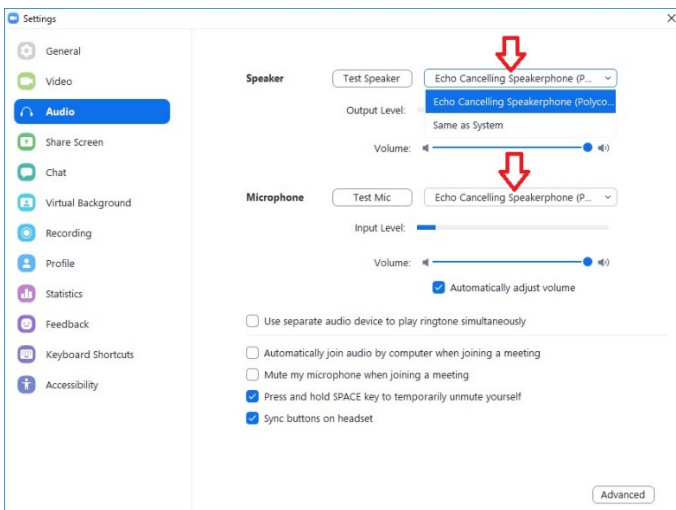 Settings
General
Video
Audio
Share Screen
Chat
Virtual Background
Recording
Profile
Statistics
Feedback
Keyboard Shortcuts
Accessibility
Speaker Test Speaker Echo Cancelling Speakerphone (P...
Echo Cancelling Speakerphone (Polyco...
Same as System
Output Level:
Volume:
Microphone Test Mic Echo Cancelling Speakerphone (P...
Input Level:
Volume:
Automatically adjust volume
Use separate audio device to play ringtone simultaneously
Automatically join audio by computer when joining a meeting
Mute my microphone when joining a meeting
Press and hold SPACE key to temporarily unmute yourself
Sync buttons on headset
Advanced